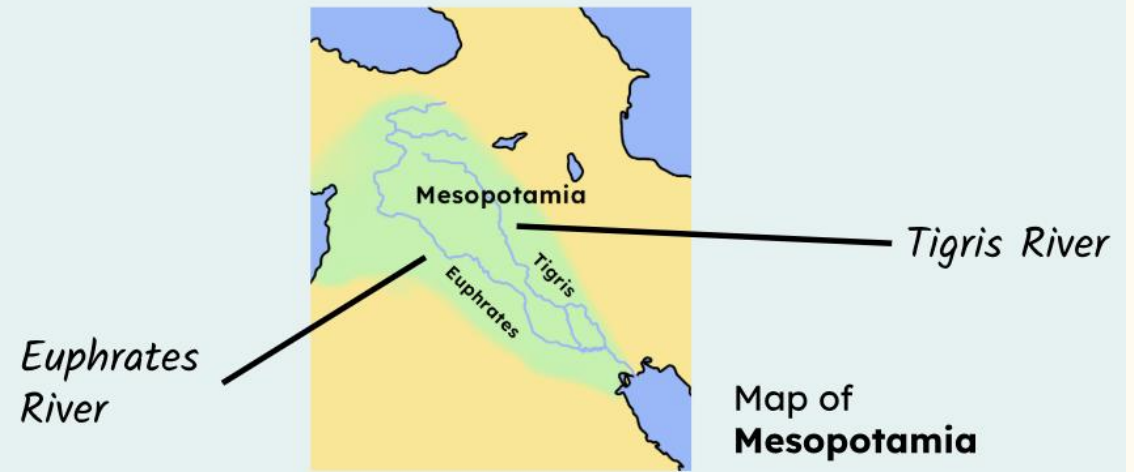 Mesopotamia
Tigris River
Tigris
Euphrates
Euphrates
River
Map of
Mesopotamia